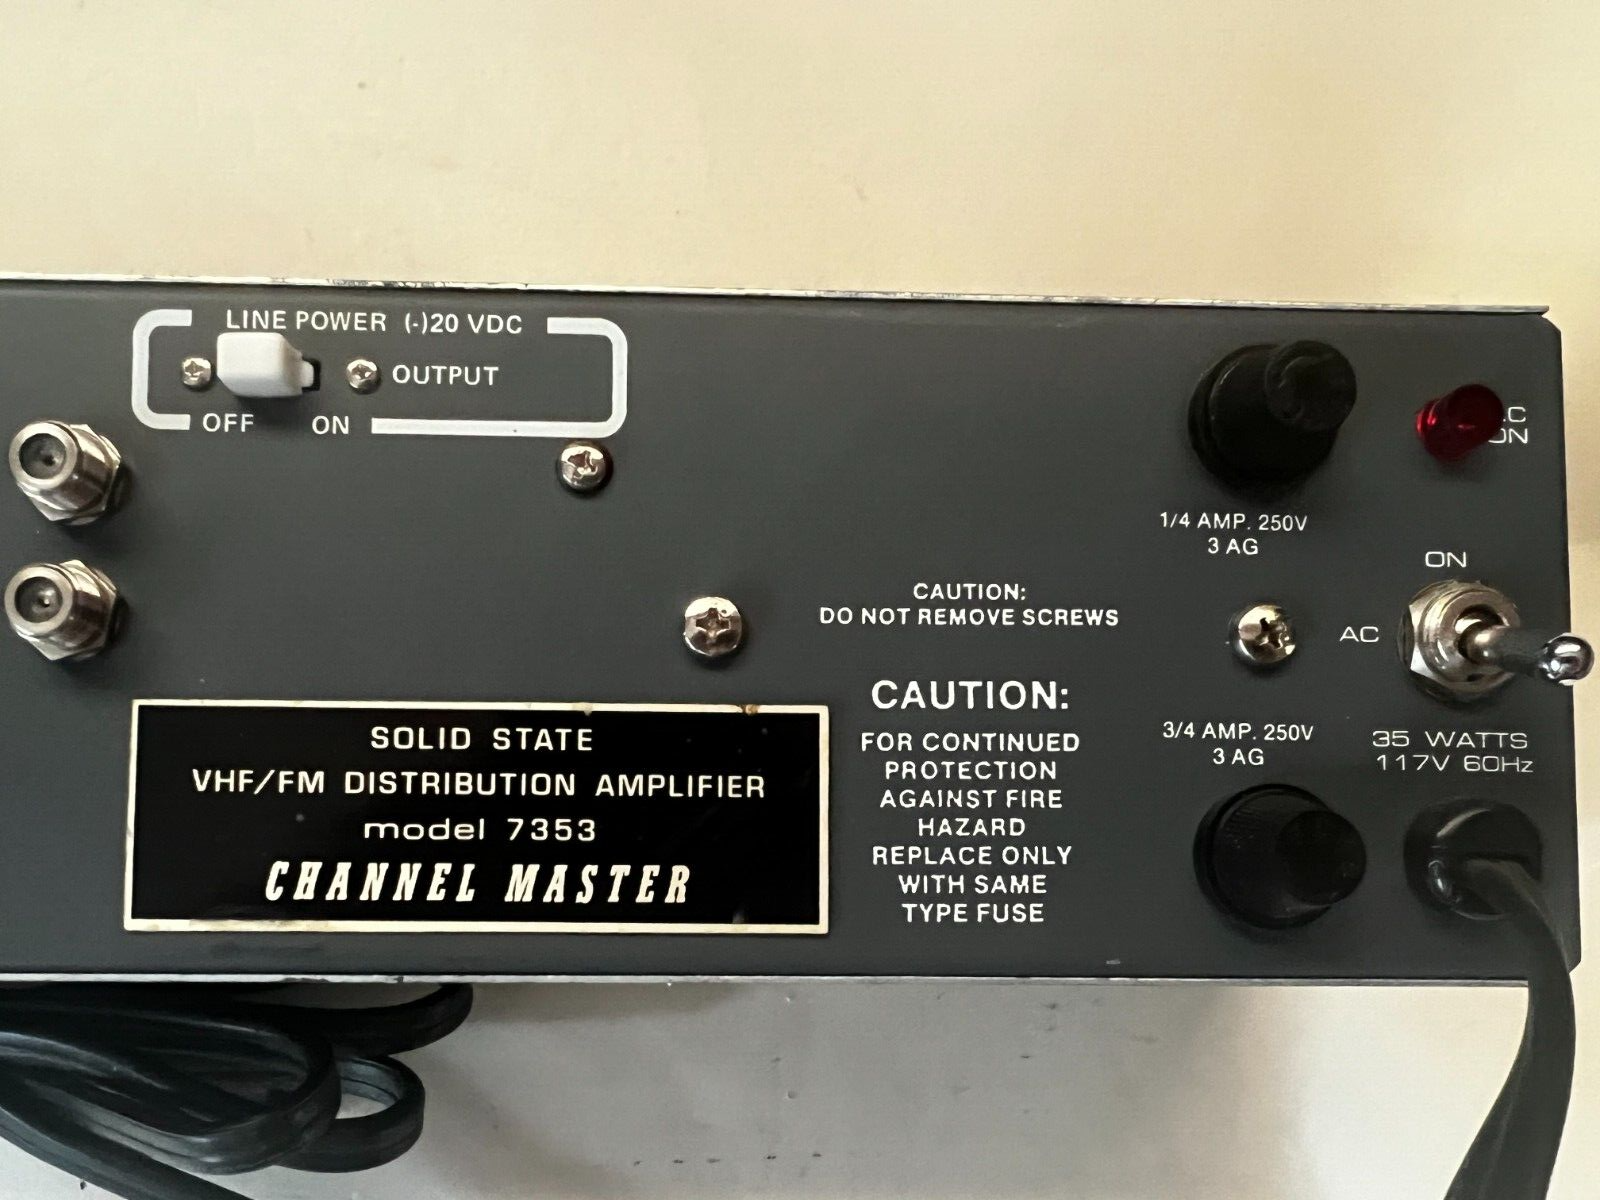 LINE POWER (-)20 VDC
OUTPUT
OFF ON
ON
1/4 AMP. 250V
3 AG
ON
AC
CAUTION:
DO NOT REMOVE SCREWS
CAUTION:
FOR CONTINUED
PROTECTION
AGAINST FIRE
HAZARD
REPLACE ONLY
WITH SAME
TYPE FUSE
3/4 AMP. 250V
3 AG
35 WATTS
117V 60Hz
SOLID STATE
VHF/FM DISTRIBUTION AMPLIFIER
model 7353
CHANNEL MASTER